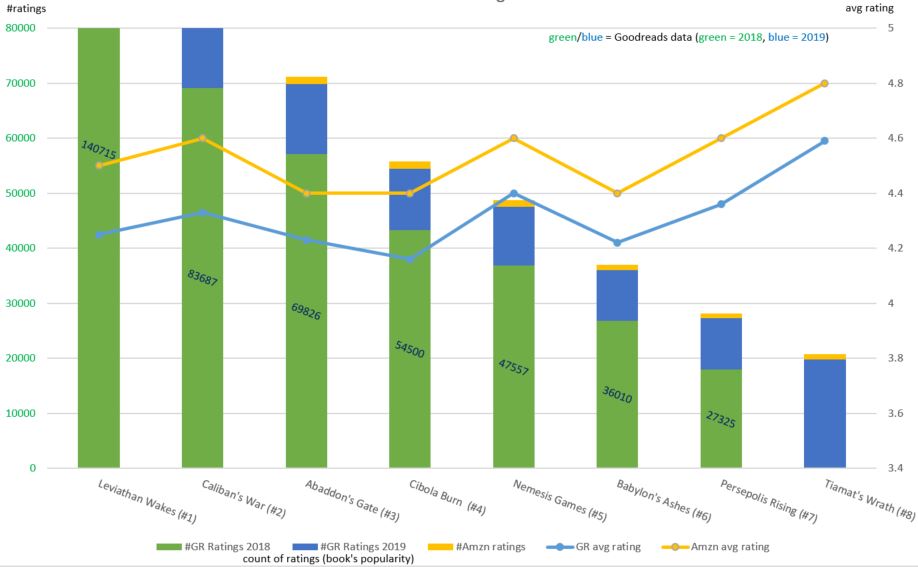 #ratings
avg rating
green/blue = Goodreads data (green = 2018, blue = 2019)
80000
70000
60000
50000
40000
30000
20000
10000
0
5
4.8
4.6
4.4
4.2
4
3.8
3.6
3.4
140715
83687
69826
54500
47557
36010
27325
Leviathan Wakes (#1)
Caliban's War (#2)
Abaddon's Gate (#3)
Cibola Burn (#4)
Nemesis Games (#5)
Babylon's Ashes (#6)
Persepolis Rising (#7)
Tiamat's Wrath (#8)
#GR Ratings 2018 #GR Ratings 2019 #Amzn ratings GR avg rating Amzn avg rating
count of ratings (book's popularity)